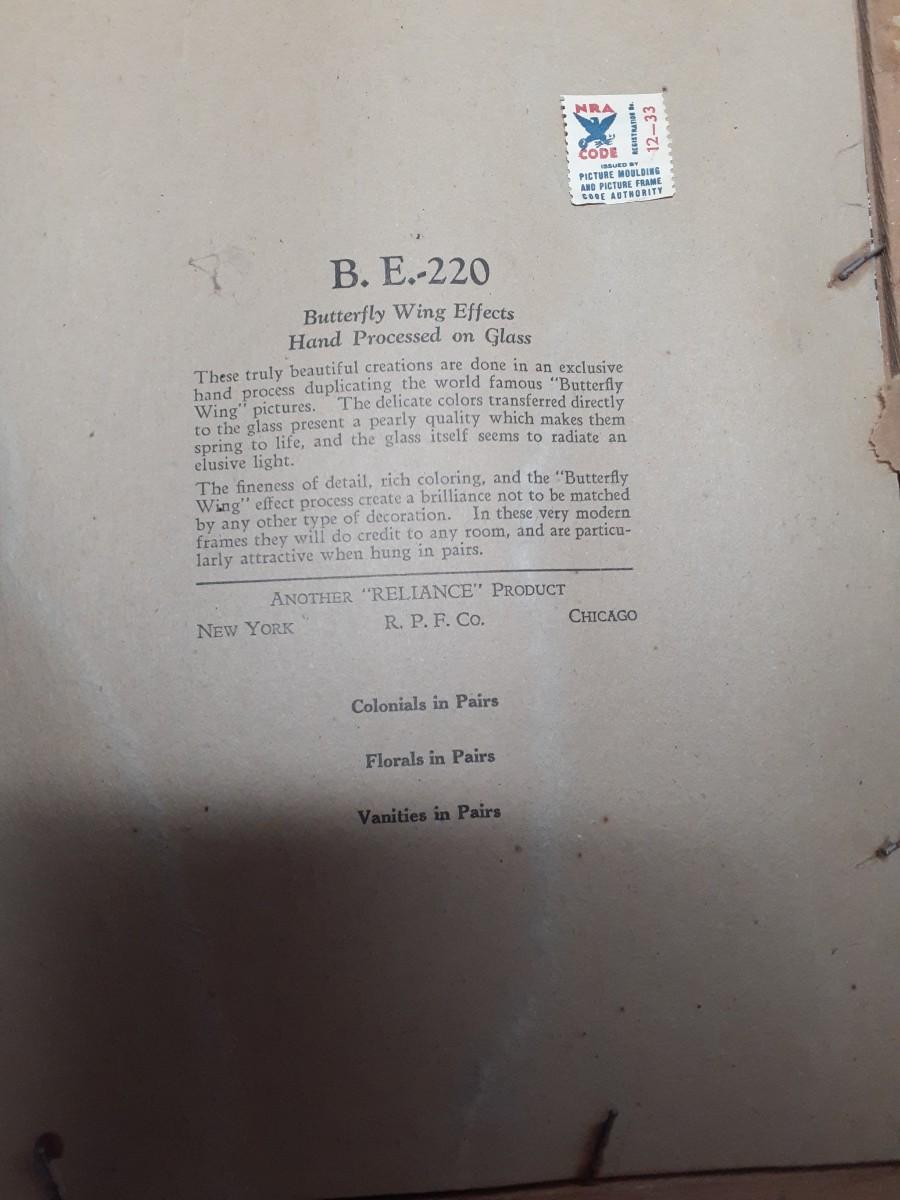 NRA
CODE
REGISTRATION No.
12—33
ISSUED BY
PICTURE MOULDING
AND PICTURE FRAME
CODE AUTHORITY
B. E.-220
Butterfly Wing Effects
Hand Processed on Glass
These truly beautiful creations are done in an exclusive
hand process duplicating the world famous "Butterfly
Wing" pictures. The delicate colors transferred directly
to the glass present a pearly quality which makes them
spring to life, and the glass itself seems to radiate an
elusive light.
The fineness of detail, rich coloring, and the "Butterfly
Wing" effect process create a brilliance not to be matched
by any other type of decoration. In these very modern
frames they will do credit to any room, and are particu-
larly attractive when hung in pairs.
ANOTHER "RELIANCE" PRODUCT
NEW YORK R. P. F. CO. CHICAGO
Colonials in Pairs
Florals in Pairs
Vanities in Pairs